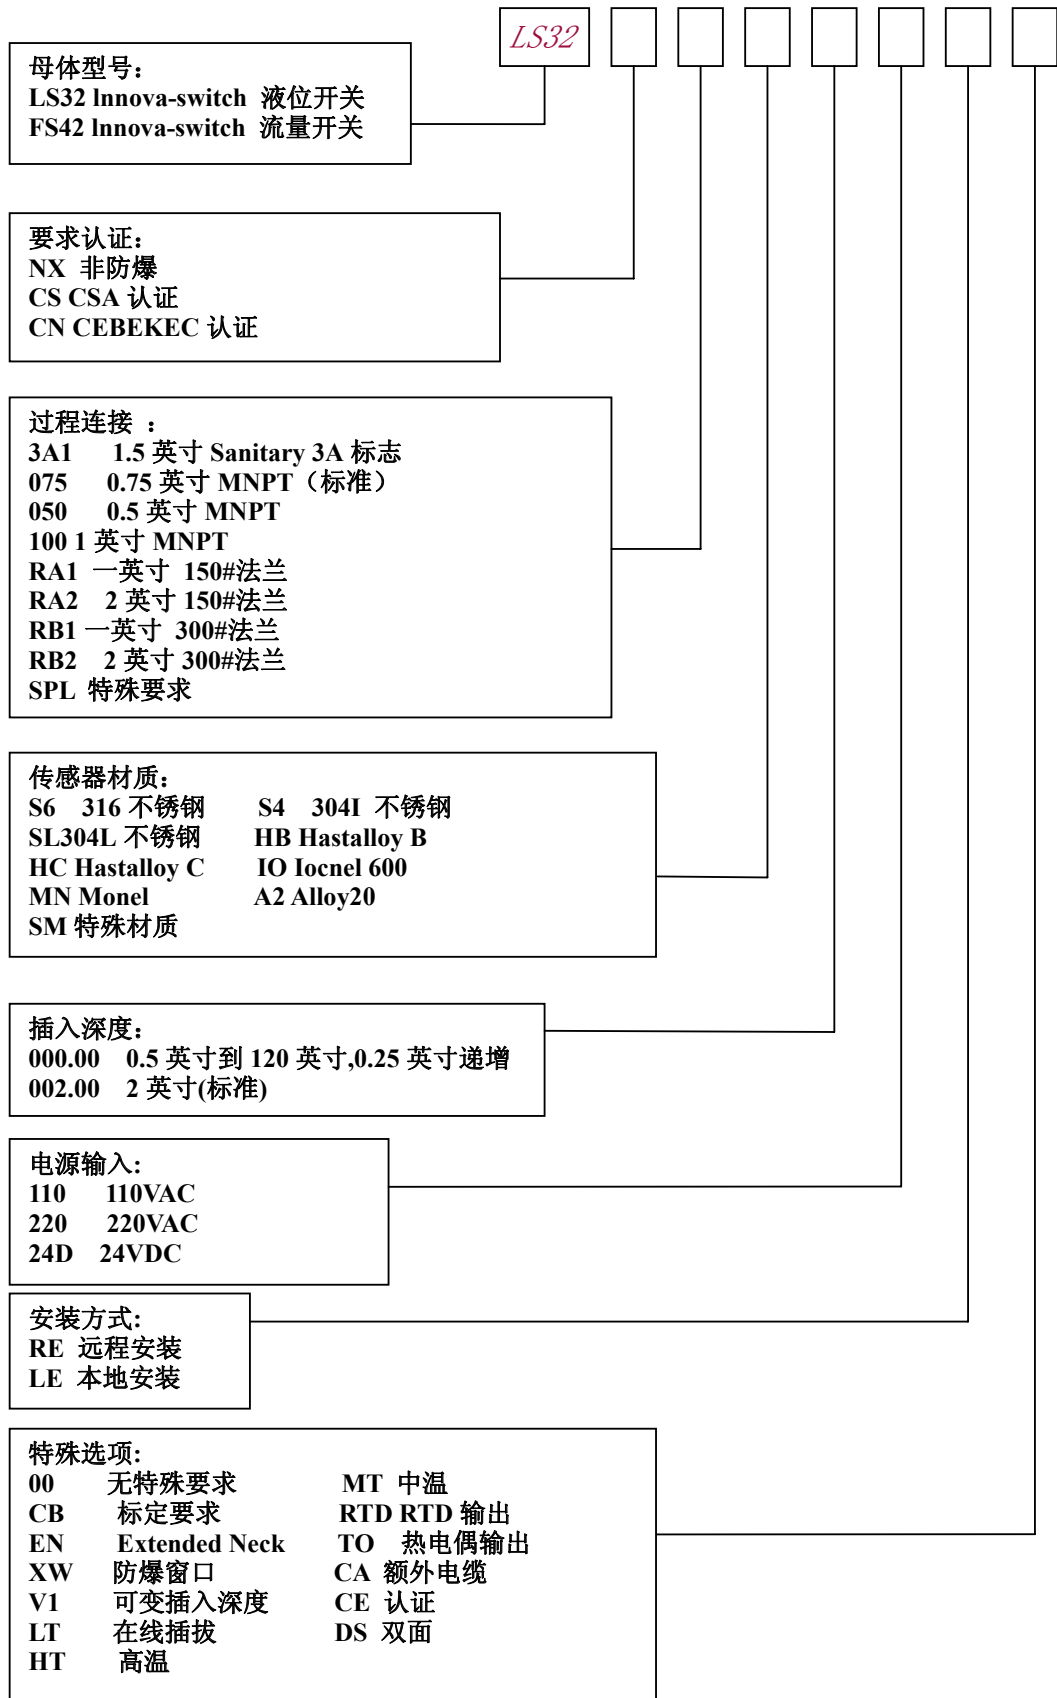 LS32
母体型号：
LS32 lnnova-switch 液位开关
FS42 lnnova-switch 流量开关
要求认证：
NX 非防爆
CS CSA 认证
CN CEBEKEC 认证
过程连接 ：
3A1 1.5 英寸 Sanitary 3A 标志
075 0.75 英寸 MNPT（标准）
050 0.5 英寸 MNPT
100 1 英寸 MNPT
RA1 一英寸 150#法兰
RA2 2 英寸 150#法兰
RB1 一英寸 300#法兰
RB2 2 英寸 300#法兰
SPL 特殊要求
传感器材质：
S6 316 不锈钢 S4 304I 不锈钢
SL304L 不锈钢 HB Hastalloy B
HC Hastalloy C IO Iocnel 600
MN Monel A2 Alloy20
SM 特殊材质
插入深度：
000.00 0.5 英寸到 120 英寸,0.25 英寸递增
002.00 2 英寸(标准)
电源输入:
110 110VAC
220 220VAC
24D 24VDC
安装方式:
RE 远程安装
LE 本地安装
特殊选项:
00 无特殊要求 MT 中温
CB 标定要求 RTD RTD 输出
EN Extended Neck TO 热电偶输出
XW 防爆窗口 CA 额外电缆
V1 可变插入深度 CE 认证
LT 在线插拔 DS 双面
HT 高温